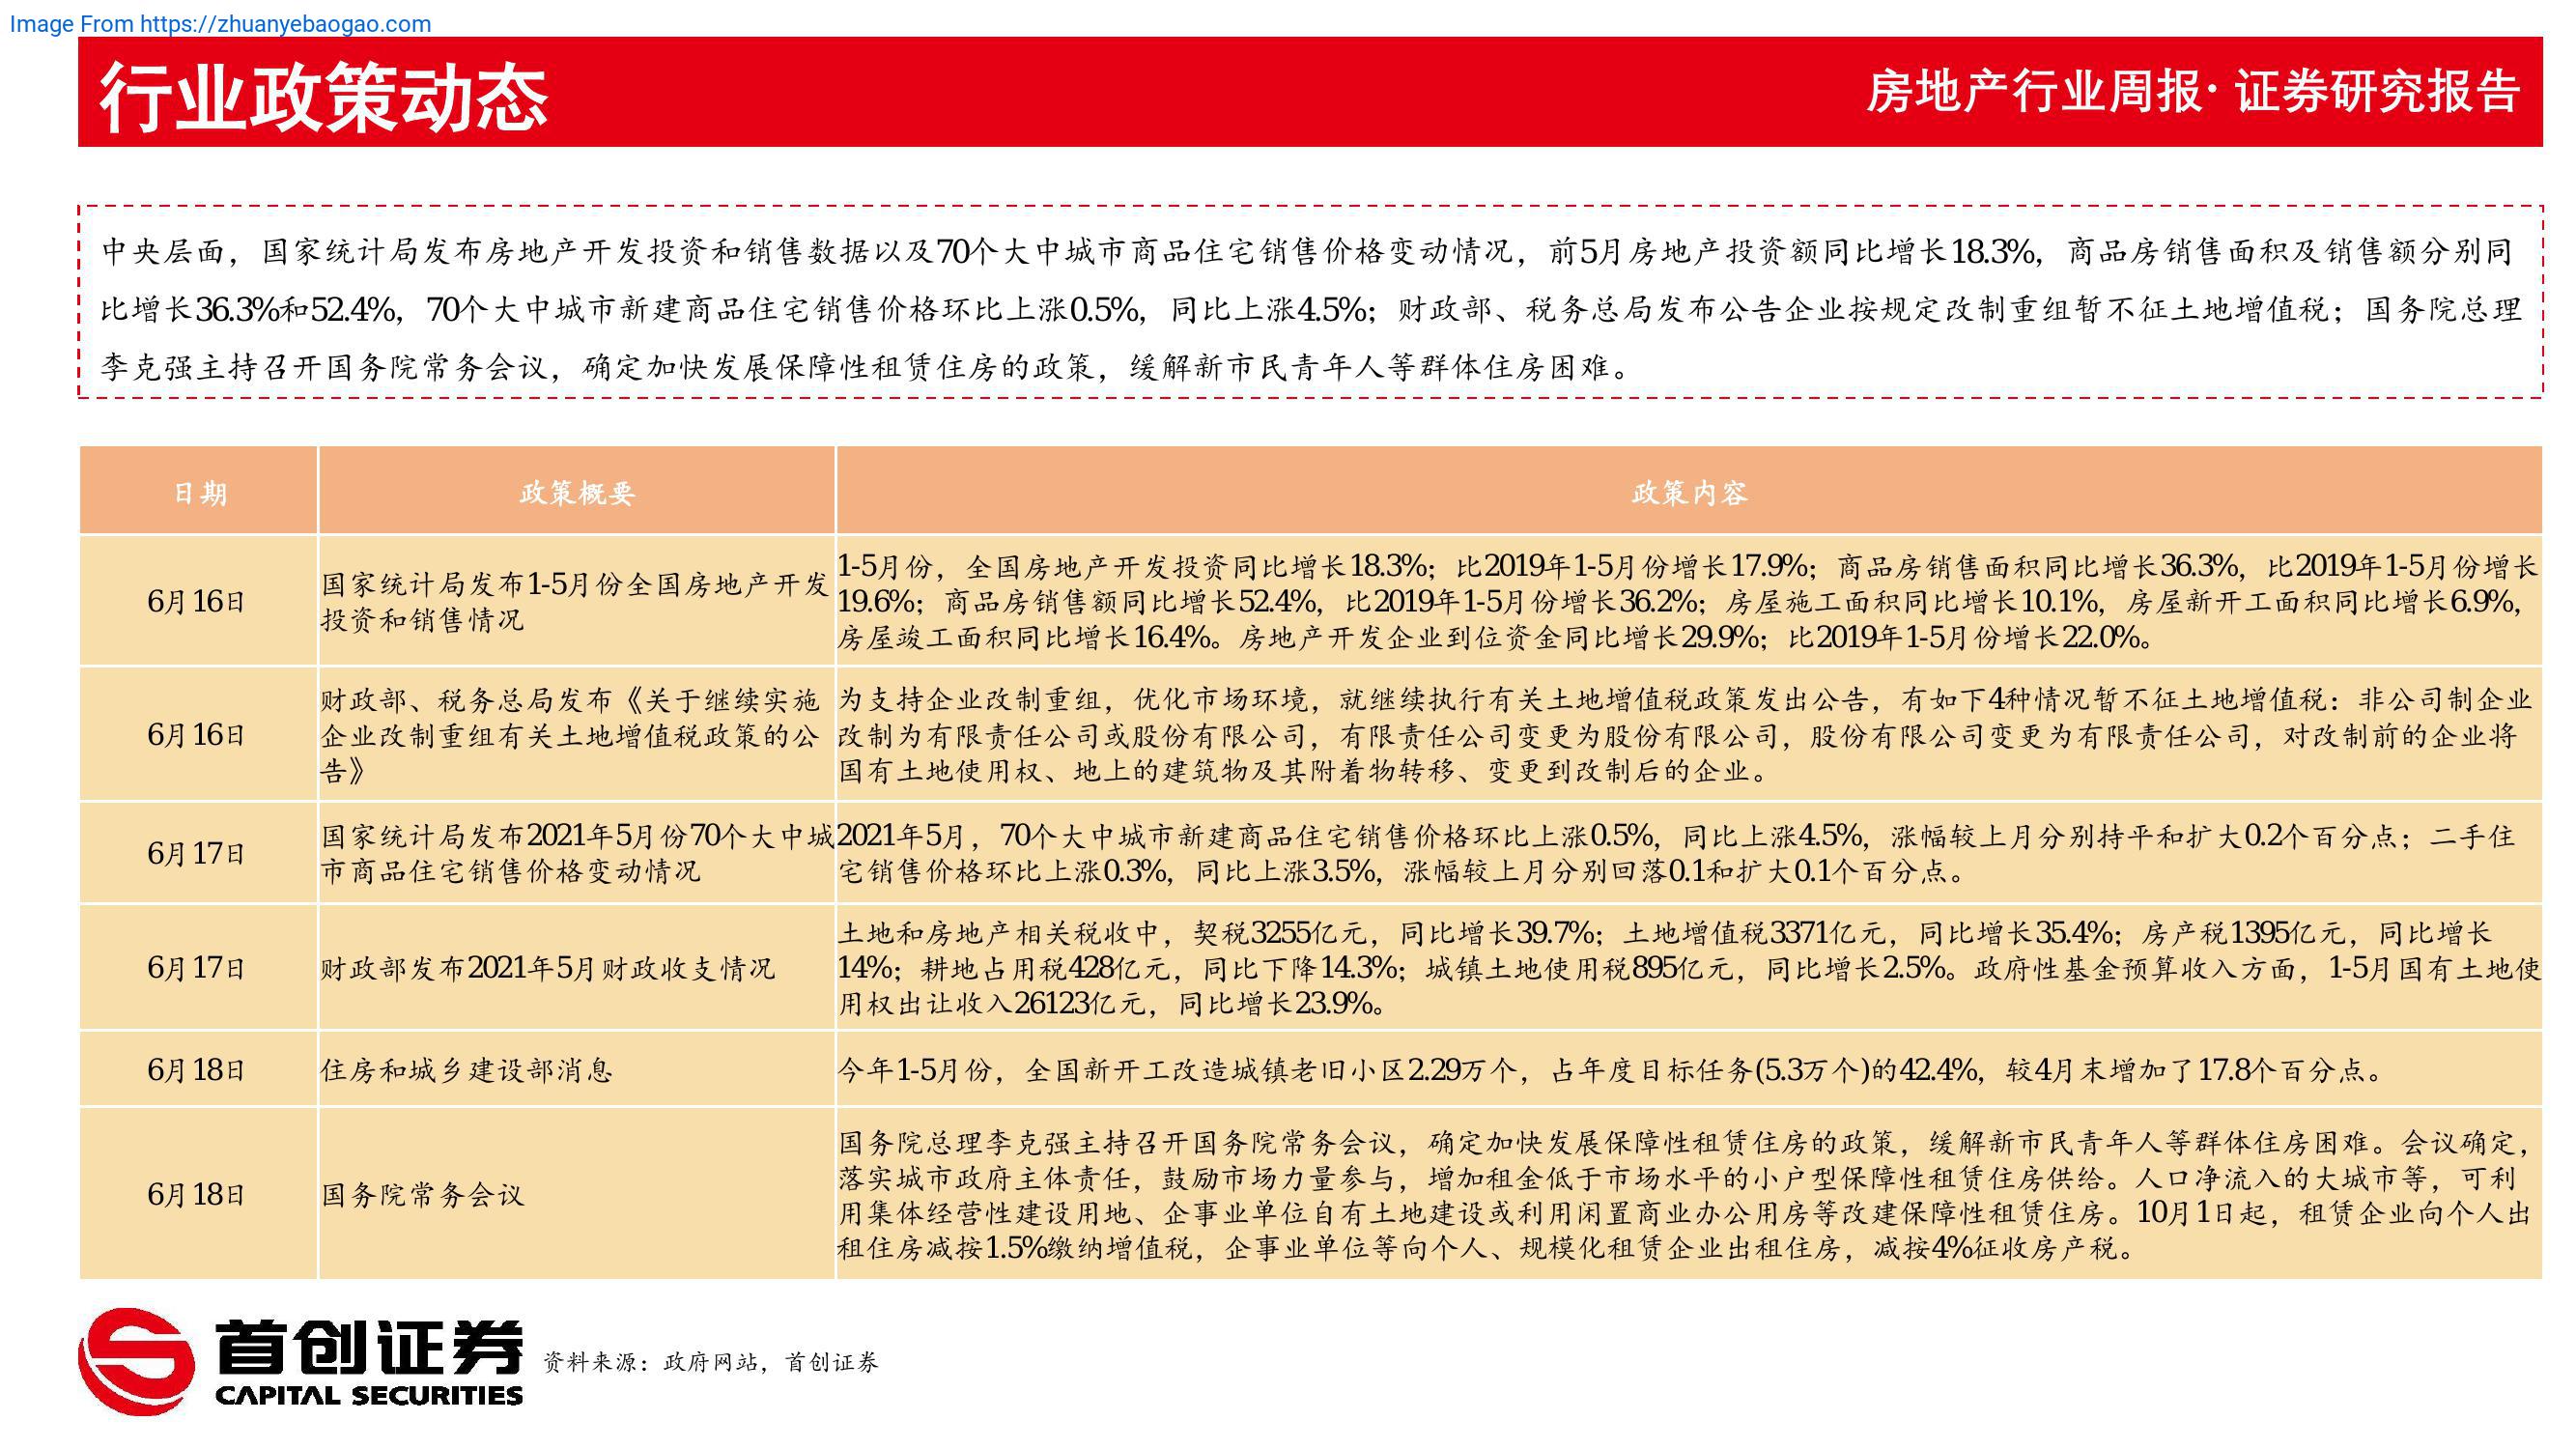 Image From https://zhuanyebaogao.com
行业政策动态
房地产行业周报· 证券研究报告
中央层面，国家统计局发布房地产开发投资和销售数据以及70个大中城市商品住宅销售价格变动情况，前5月房地产投资额同比增长18.3%，商品房销售面积及销售额分别同
比增长36.3%和52.4%，70个大中城市新建商品住宅销售价格环比上涨0.5%，同比上涨4.5%；财政部、税务总局发布公告企业按规定改制重组暂不征土地增值税；国务院总理
李克强主持召开国务院常务会议，确定加快发展保障性租赁住房的政策，缓解新市民青年人等群体住房困难。
日期
政策概要
政策内容
6月16日
国家统计局发布1-5月份全国房地产开发
投资和销售情况
1-5月份，全国房地产开发投资同比增长18.3%；比2019年1-5月份增长17.9%；商品房销售面积同比增长36.3%，比2019年1-5月份增长
19.6%；商品房销售额同比增长52.4%，比2019年1-5月份增长36.2%；房屋施工面积同比增长10.1%，房屋新开工面积同比增长6.9%，
房屋竣工面积同比增长16.4%。房地产开发企业到位资金同比增长29.9%；比2019年1-5月份增长22.0%。
6月16日
财政部、税务总局发布《关于继续实施
企业改制重组有关土地增值税政策的公
告》
为支持企业改制重组，优化市场环境，就继续执行有关土地增值税政策发出公告，有如下4种情况暂不征土地增值税：非公司制企业
改制为有限责任公司或股份有限公司，有限责任公司变更为股份有限公司，股份有限公司变更为有限责任公司，对改制前的企业将
国有土地使用权、地上的建筑物及其附着物转移、变更到改制后的企业。
6月17日
国家统计局发布2021年5月份70个大中城
市商品住宅销售价格变动情况
2021年5月，70个大中城市新建商品住宅销售价格环比上涨0.5%，同比上涨4.5%，涨幅较上月分别持平和扩大0.2个百分点；二手住
宅销售价格环比上涨0.3%，同比上涨3.5%，涨幅较上月分别回落0.1和扩大0.1个百分点。
6月17日
财政部发布2021年5月财政收支情况
土地和房地产相关税收中，契税3255亿元，同比增长39.7%；土地增值税3371亿元，同比增长35.4%；房产税1395亿元，同比增长
14%；耕地占用税428亿元，同比下降14.3%；城镇土地使用税895亿元，同比增长2.5%。政府性基金预算收入方面，1-5月国有土地使
用权出让收入26123亿元，同比增长23.9%。
6月18日
住房和城乡建设部消息
今年1-5月份，全国新开工改造城镇老旧小区2.29万个，占年度目标任务(5.3万个)的42.4%，较4月末增加了17.8个百分点。
6月18日
国务院常务会议
国务院总理李克强主持召开国务院常务会议，确定加快发展保障性租赁住房的政策，缓解新市民青年人等群体住房困难。会议确定，
落实城市政府主体责任，鼓励市场力量参与，增加租金低于市场水平的小户型保障性租赁住房供给。人口净流入的大城市等，可利
用集体经营性建设用地、企事业单位自有土地建设或利用闲置商业办公用房等改建保障性租赁住房。10月1日起，租赁企业向个人出
租住房减按1.5%缴纳增值税，企事业单位等向个人、规模化租赁企业出租住房，减按4%征收房产税。
首创证券
CAPITAL SECURITIES
资料来源：政府网站，首创证券